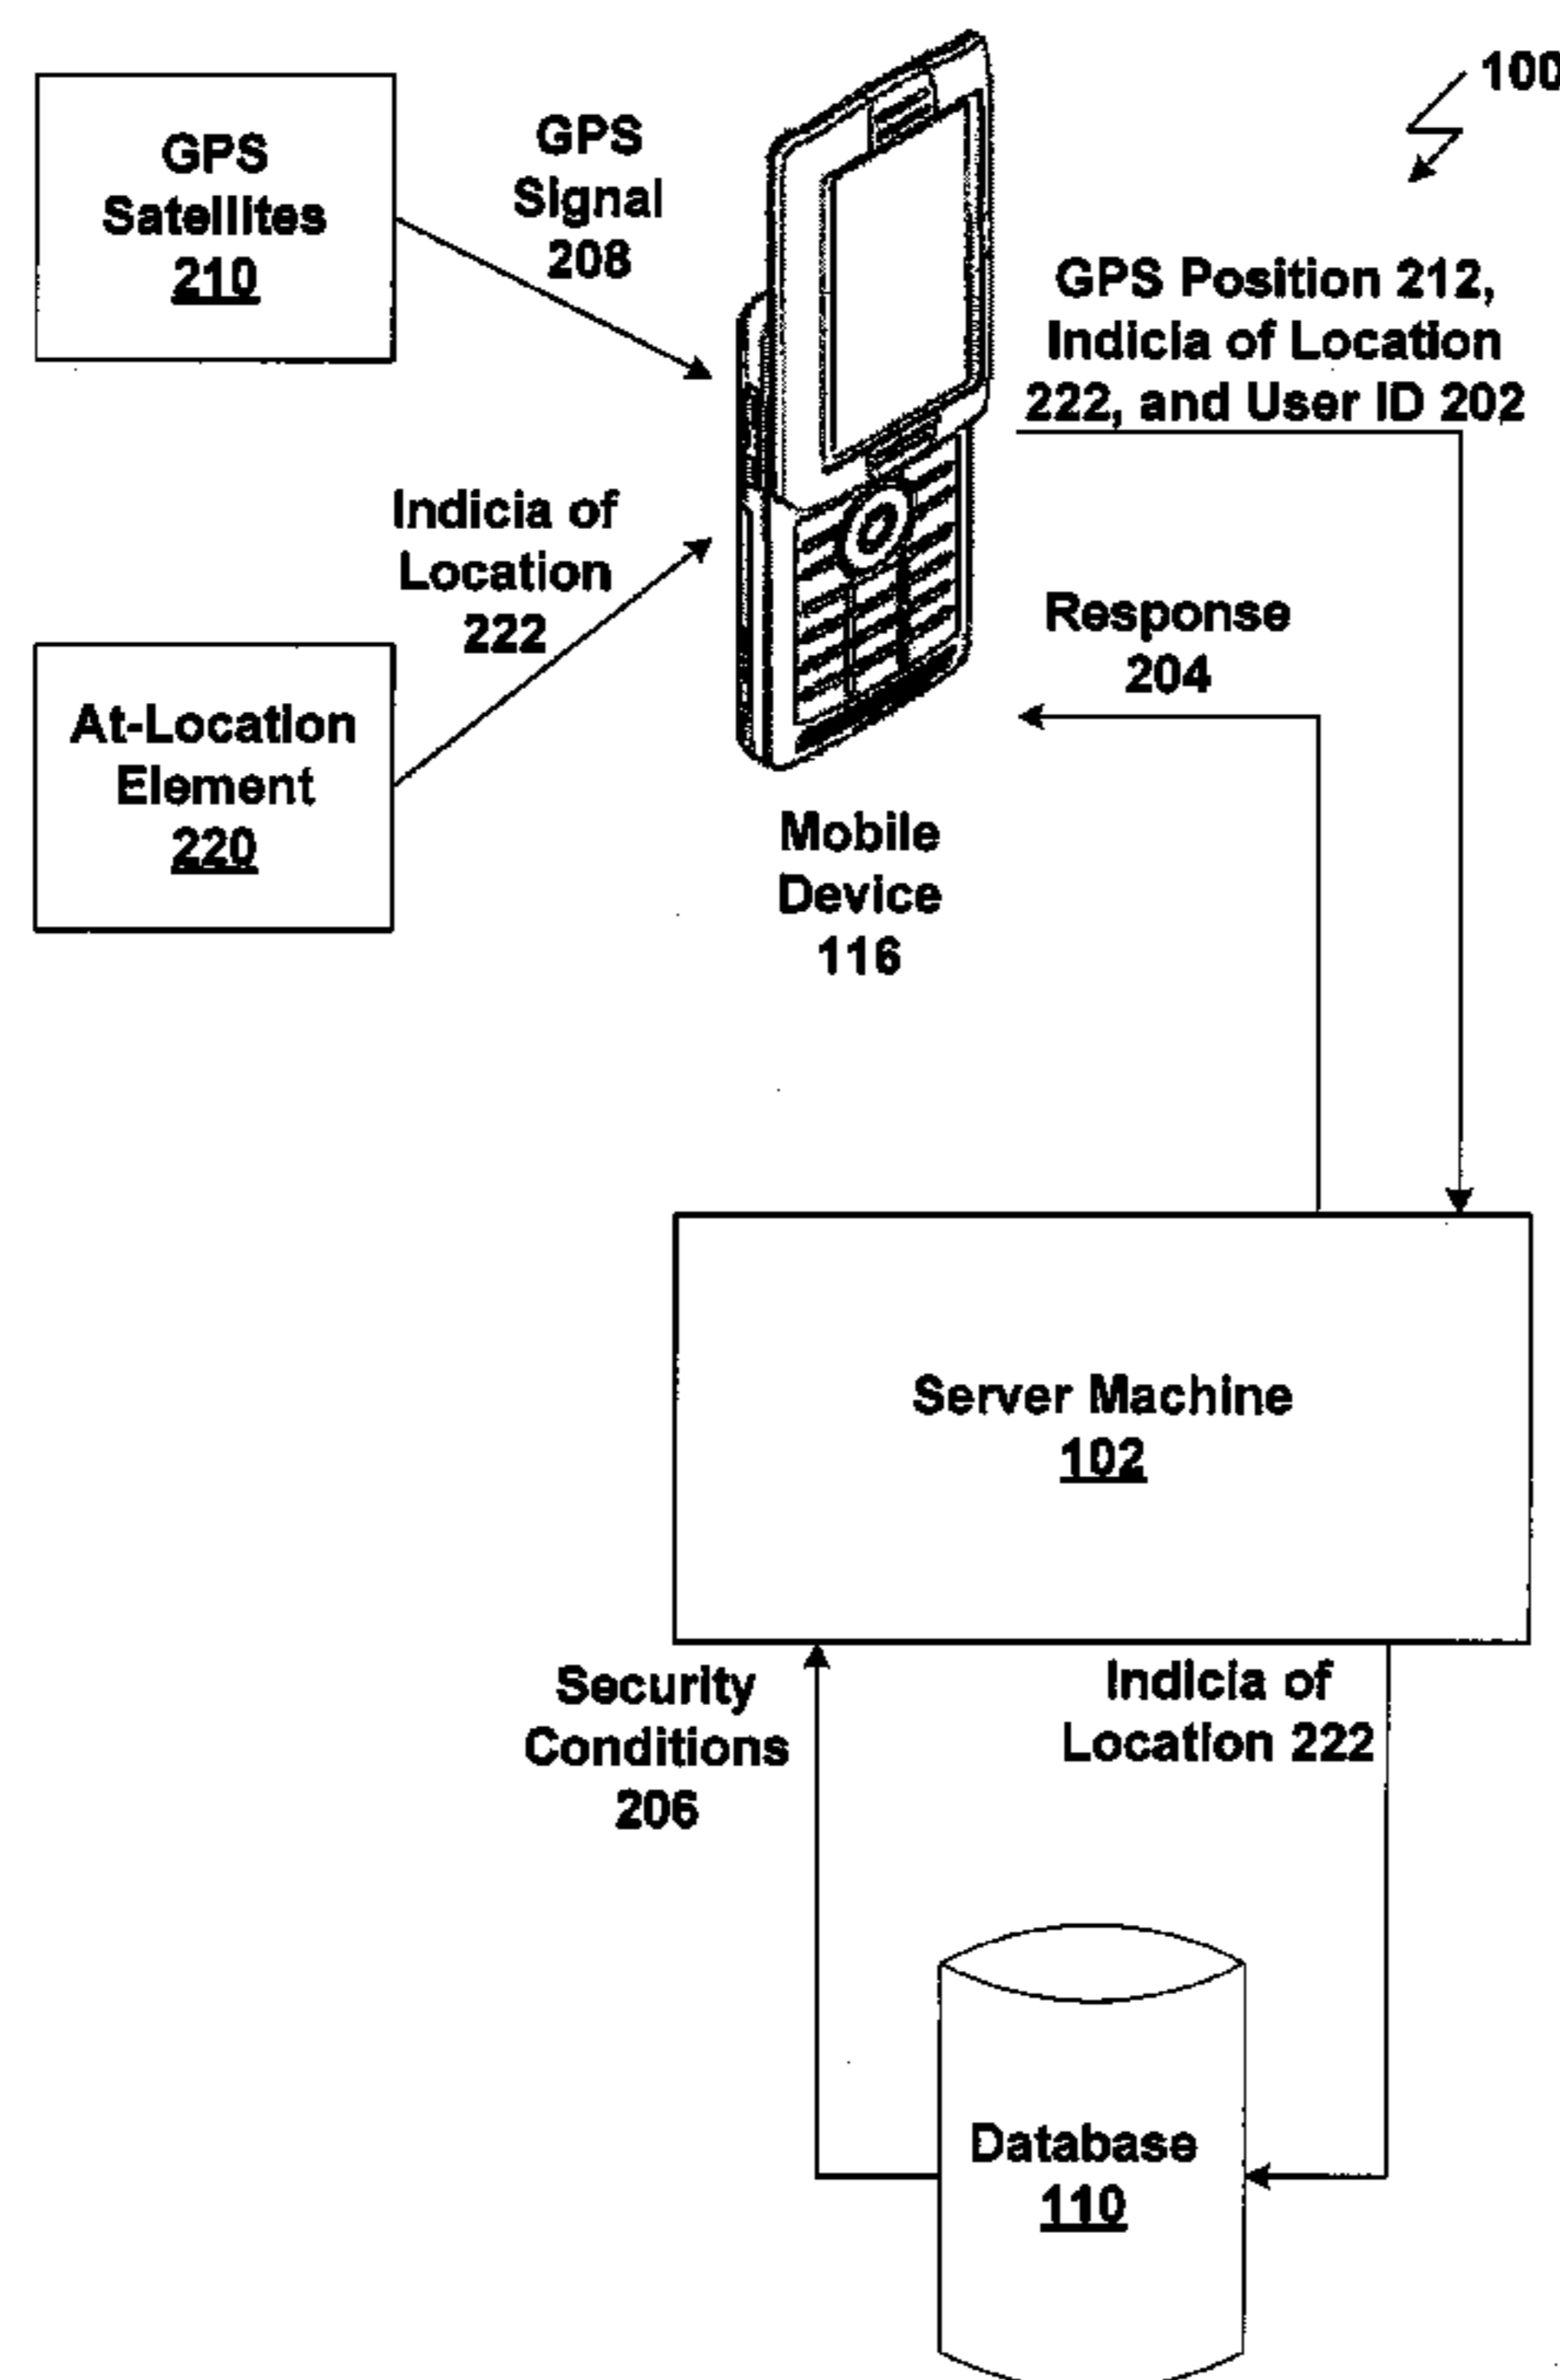 100
GPS
Satellites
210
GPS
Signal
208
GPS Position 212,
Indicia of Location
222, and User ID 202
Indicia of
Location
222
At-Location
Element
220
Response
204
Mobile
Device
116
Server Machine
102
Security
Conditions
206
Indicia of
Location 222
Database
110